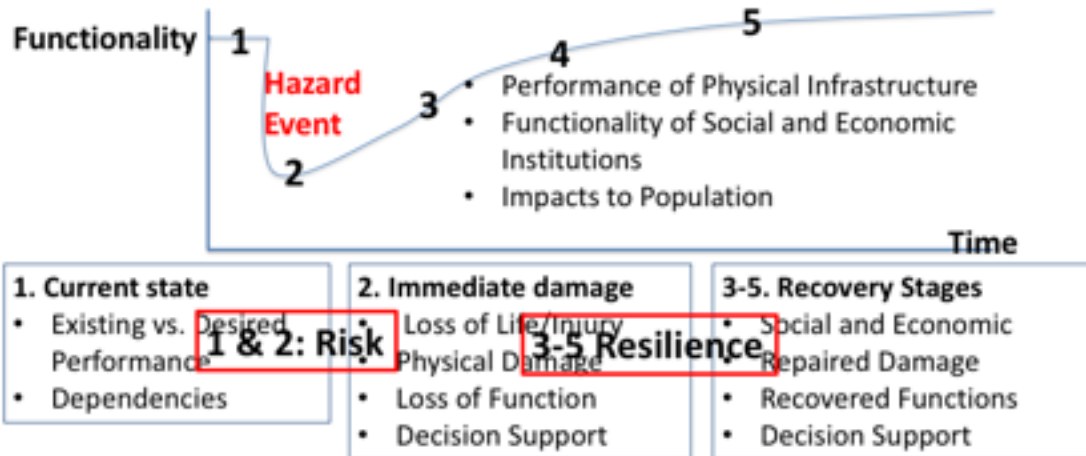 Functionality
1
Hazard
Event
2
3
4
5
• Performance of Physical Infrastructure
• Functionality of Social and Economic
Institutions
• Impacts to Population
Time
1. Current state
• Existing vs. Desired
Performance
• Dependencies
1 & 2: Risk
2. Immediate damage
• Loss of Life/Injury
• Physical Damage
• Loss of Function
• Decision Support
3-5 Resilience
3-5. Recovery Stages
• Social and Economic
• Repaired Damage
• Recovered Functions
• Decision Support